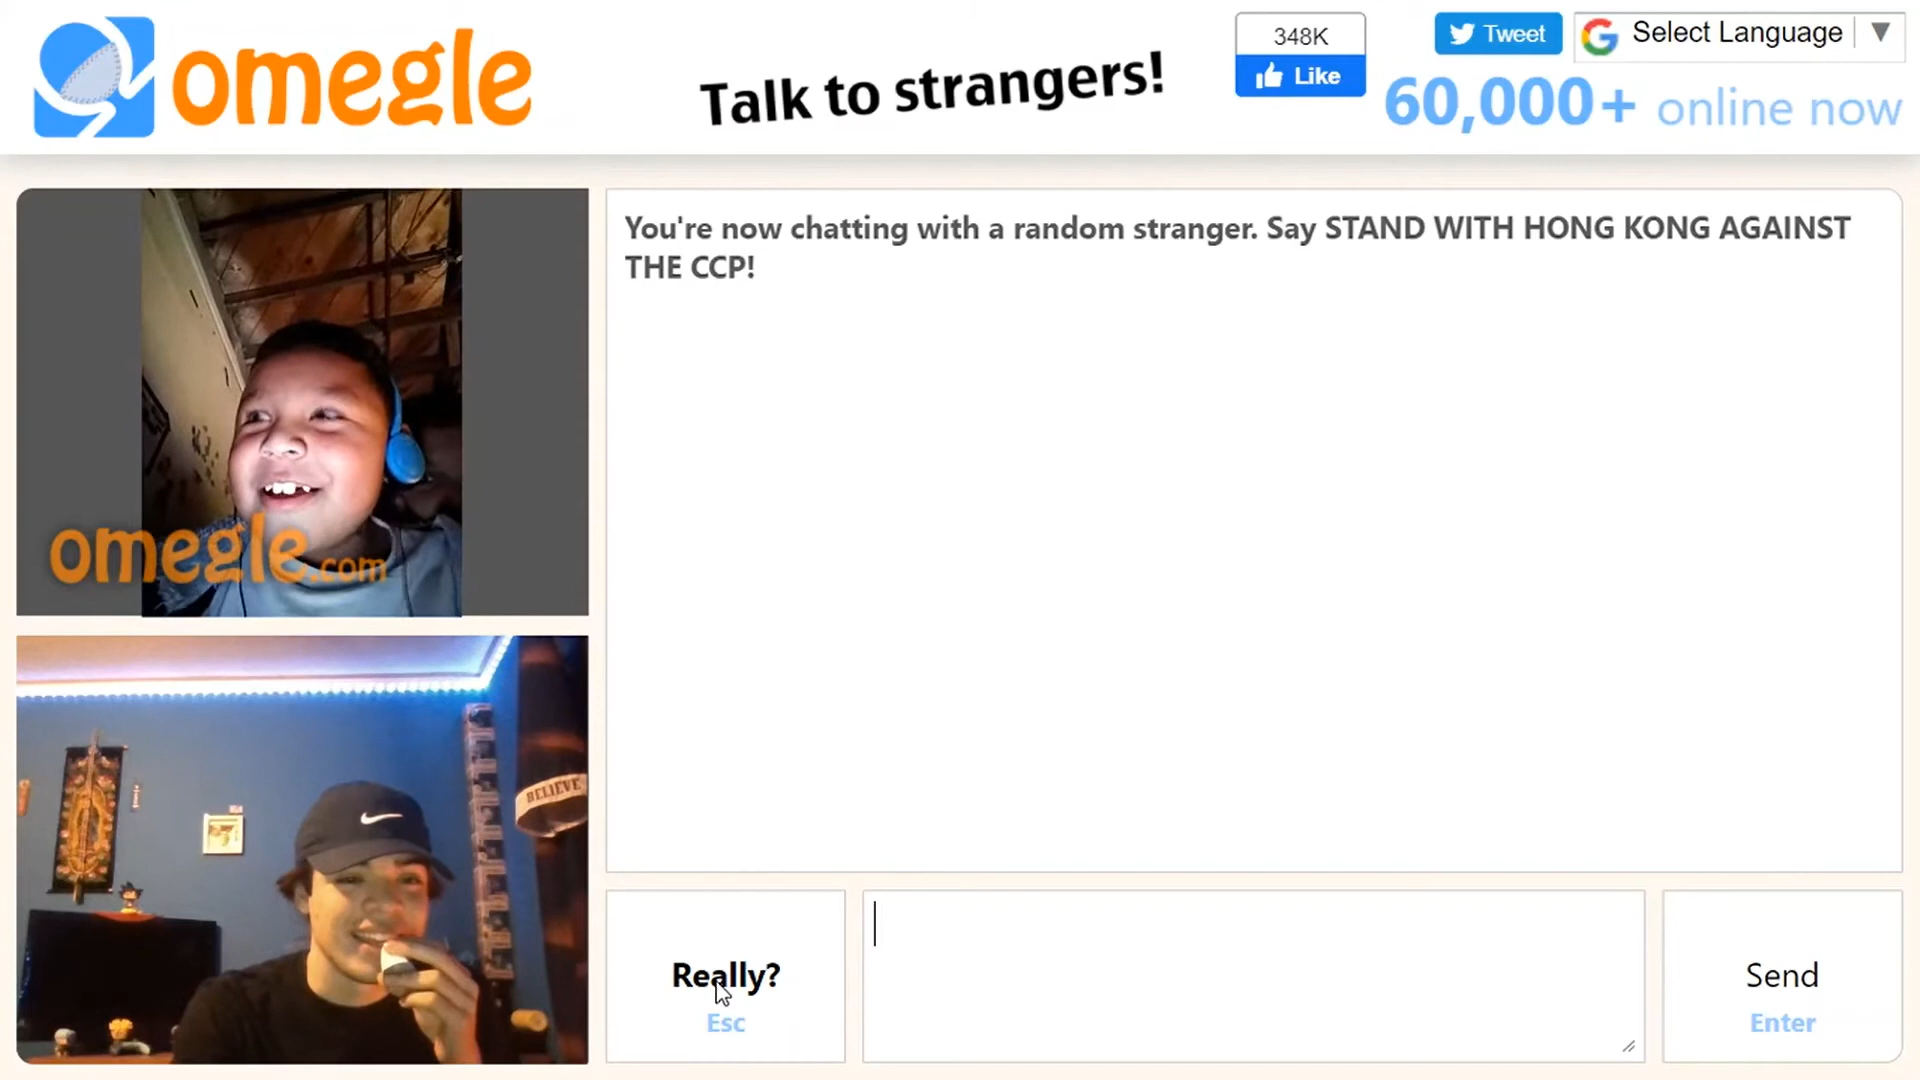 omegle
Talk to strangers!
348K
Like
Tweet
Select Language
60,000+ online now
You're now chatting with a random stranger. Say STAND WITH HONG KONG AGAINST
THE CCP!
omegle.com
BELIEVE
Really?
Esc
Send
Enter